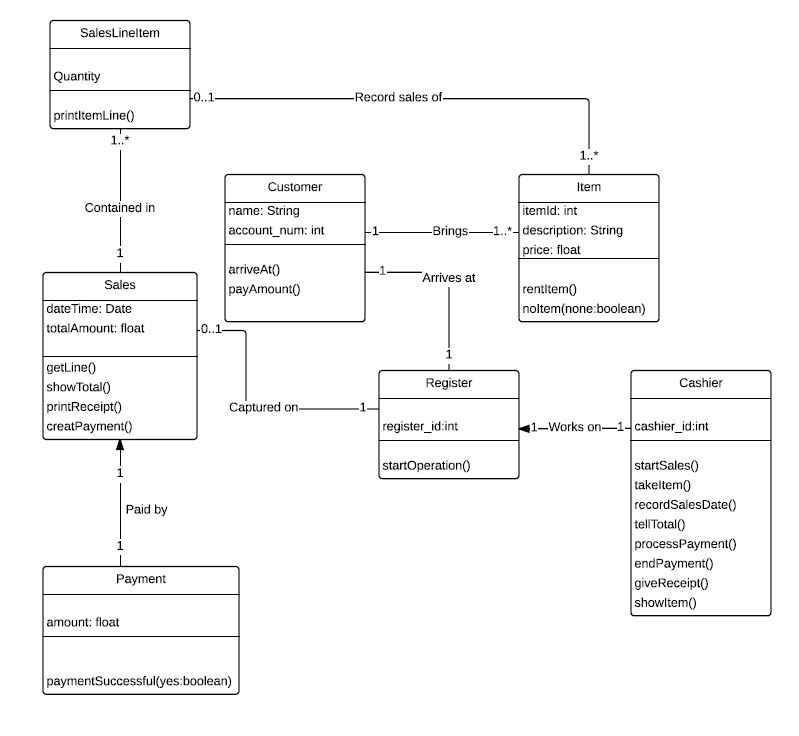 SalesLineItem
Quantity
printItemLine()
0..1
Record sales of
1..*
1..*
Contained in
1
Customer
name: String
account_num: int
arriveAt()
payAmount()
1
Brings
1..*
Item
itemId: int
description: String
price: float
rentItem()
noItem(none:boolean)
1
Arrives at
1
Sales
dateTime: Date
totalAmount: float
getLine()
showTotal()
printReceipt()
creatPayment()
0..1
Captured on
1
Register
register_id:int
startOperation()
1
Works on
1
Cashier
cashier_id:int
startSales()
takeItem()
recordSalesDate()
tellTotal()
processPayment()
endPayment()
giveReceipt()
showItem()
1
Paid by
1
Payment
amount: float
paymentSuccessful(yes:boolean)